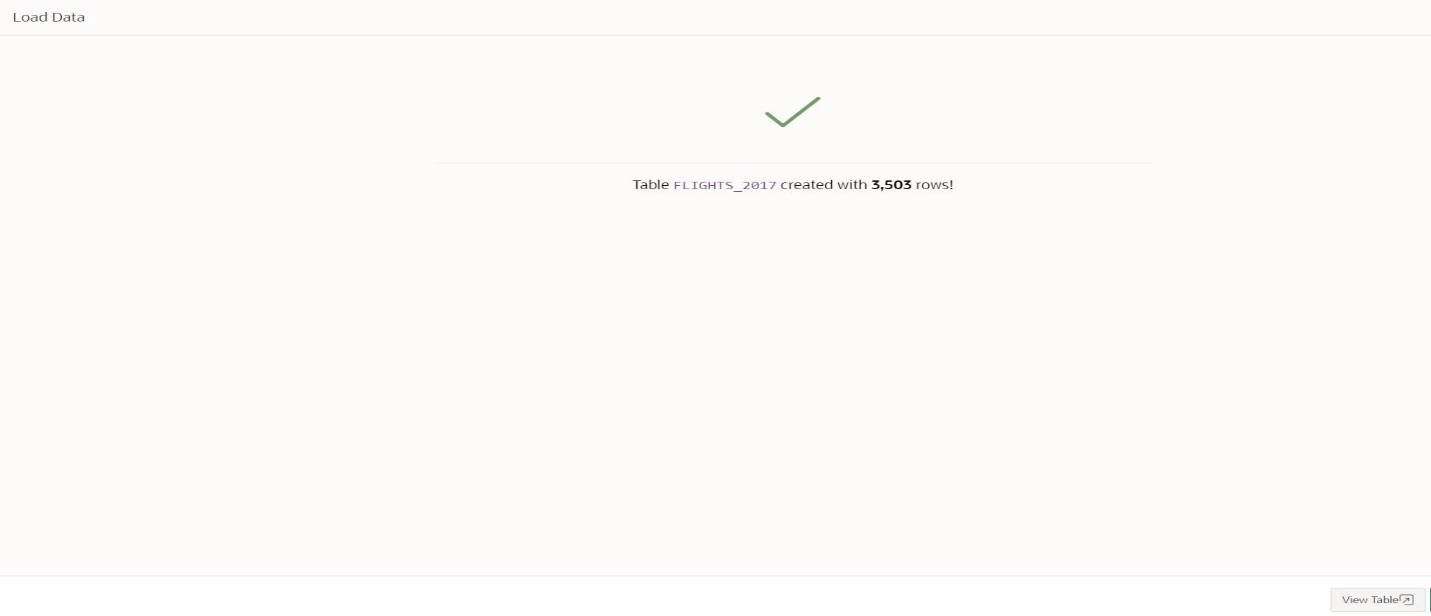 Load Data
Table FLIGHTS_2017 created with 3,503 rows!
View Table